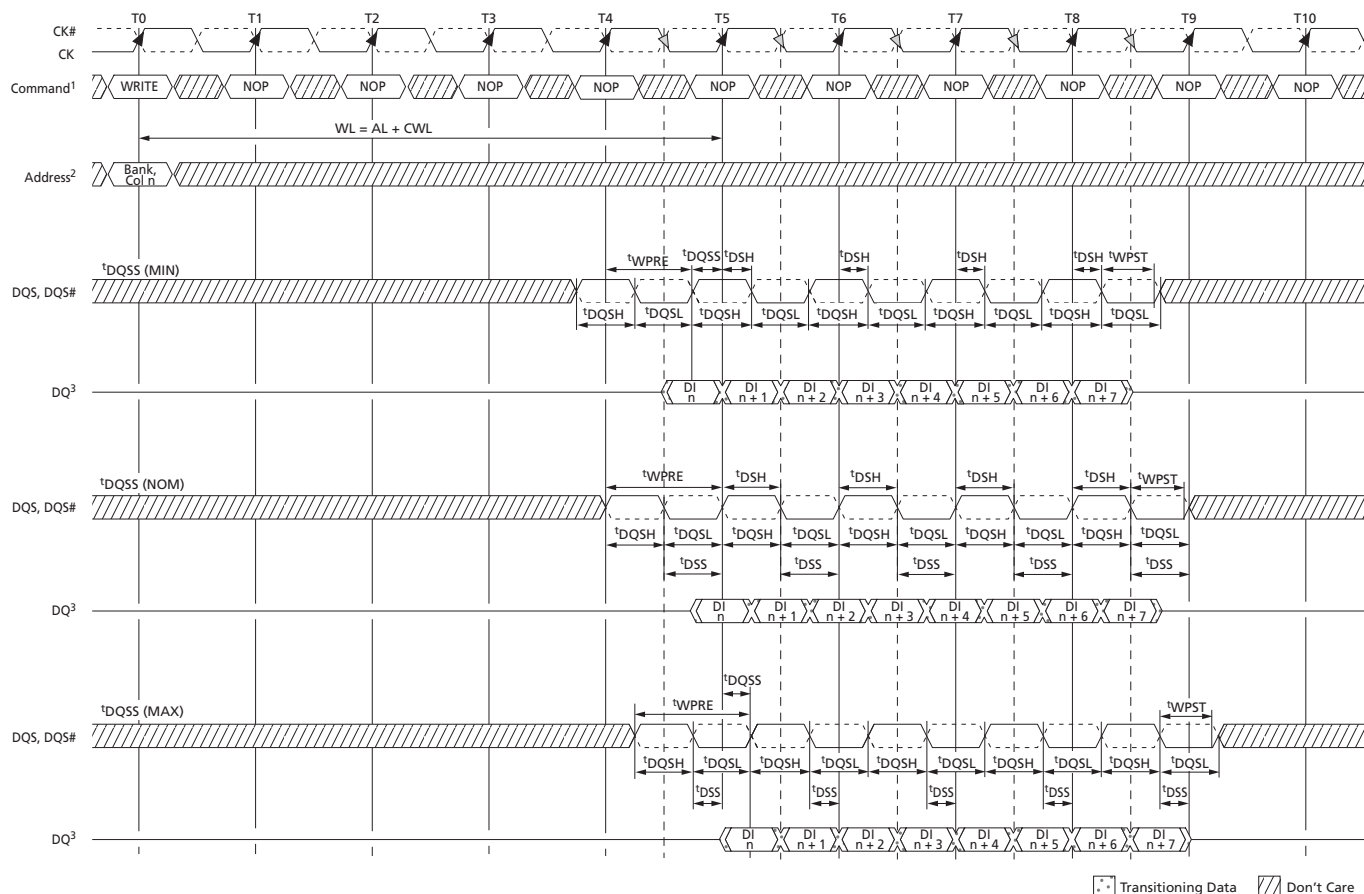 T0 T1 T2 T3 T4 T5 T6 T7 T8 T9 T10
CK#
CK
Command1 WRITE NOP NOP NOP NOP NOP NOP NOP NOP NOP NOP
WL = AL + CWL
Address2 Bank, Col n
tDQSS (MIN) tWPRE tDQSS tDSH tDSH tDSH tDSH tWPST
DQS, DQS#
tDQSH tDQSL tDQSH tDQSL tDQSH tDQSL tDQSH tDQSL tDQSH tDQSL
DQ3 DI n DI n + 1 DI n + 2 DI n + 3 DI n + 4 DI n + 5 DI n + 6 DI n + 7
tDQSS (NOM) tWPRE tDSH tDSH tDSH tDSH tWPST
DQS, DQS#
tDQSH tDQSL tDQSH tDQSL tDQSH tDQSL tDQSH tDQSL tDQSH tDQSL
tDSS tDSS tDSS tDSS tDSS
DQ3 DI n DI n + 1 DI n + 2 DI n + 3 DI n + 4 DI n + 5 DI n + 6 DI n + 7
tDQSS
tDQSS (MAX) tWPRE tWPST
DQS, DQS#
tDQSH tDQSL tDQSH tDQSL tDQSH tDQSL tDQSH tDQSL tDQSH tDQSL
tDSS tDSS tDSS tDSS tDSS
DQ3 DI n DI n + 1 DI n + 2 DI n + 3 DI n + 4 DI n + 5 DI n + 6 DI n + 7
Transitioning Data Don't Care